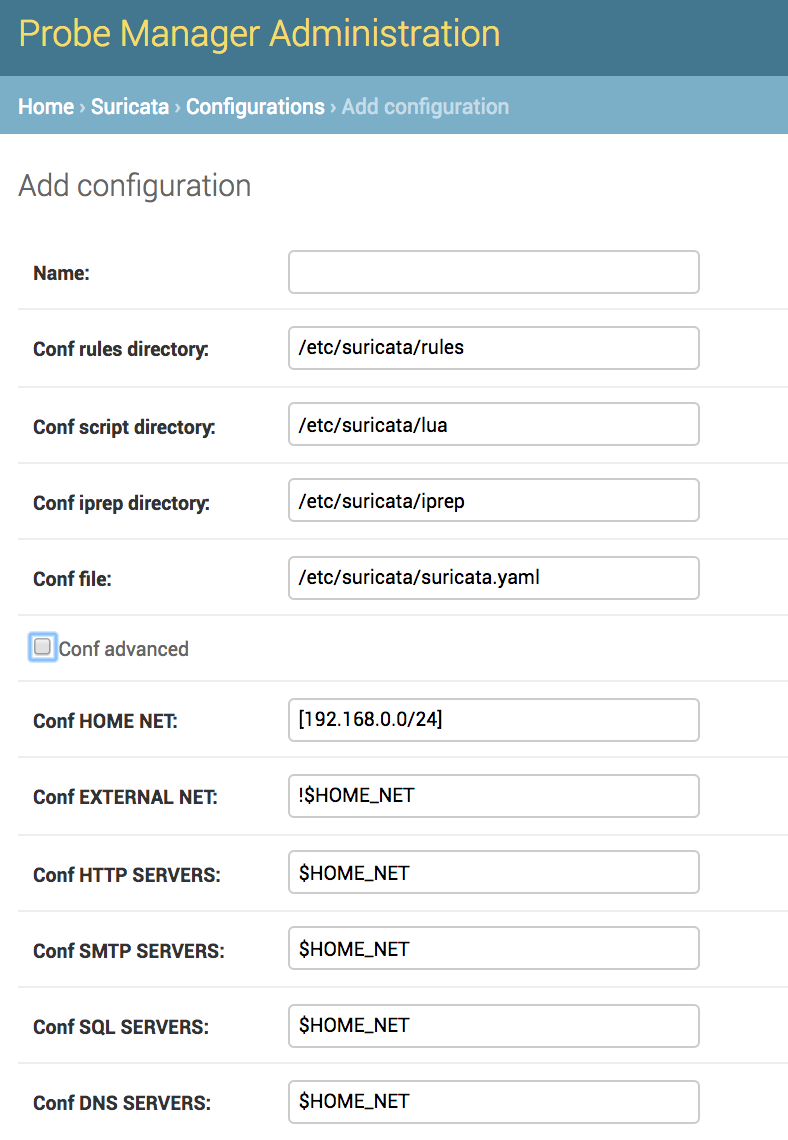 Probe Manager Administration
Home › Suricata › Configurations › Add configuration
Add configuration
Name:
Conf rules directory: /etc/suricata/rules
Conf script directory: /etc/suricata/lua
Conf iprep directory: /etc/suricata/iprep
Conf file: /etc/suricata/suricata.yaml
Conf advanced
Conf HOME NET: [192.168.0.0/24]
Conf EXTERNAL NET: !$HOME_NET
Conf HTTP SERVERS: $HOME_NET
Conf SMTP SERVERS: $HOME_NET
Conf SQL SERVERS: $HOME_NET
Conf DNS SERVERS: $HOME_NET